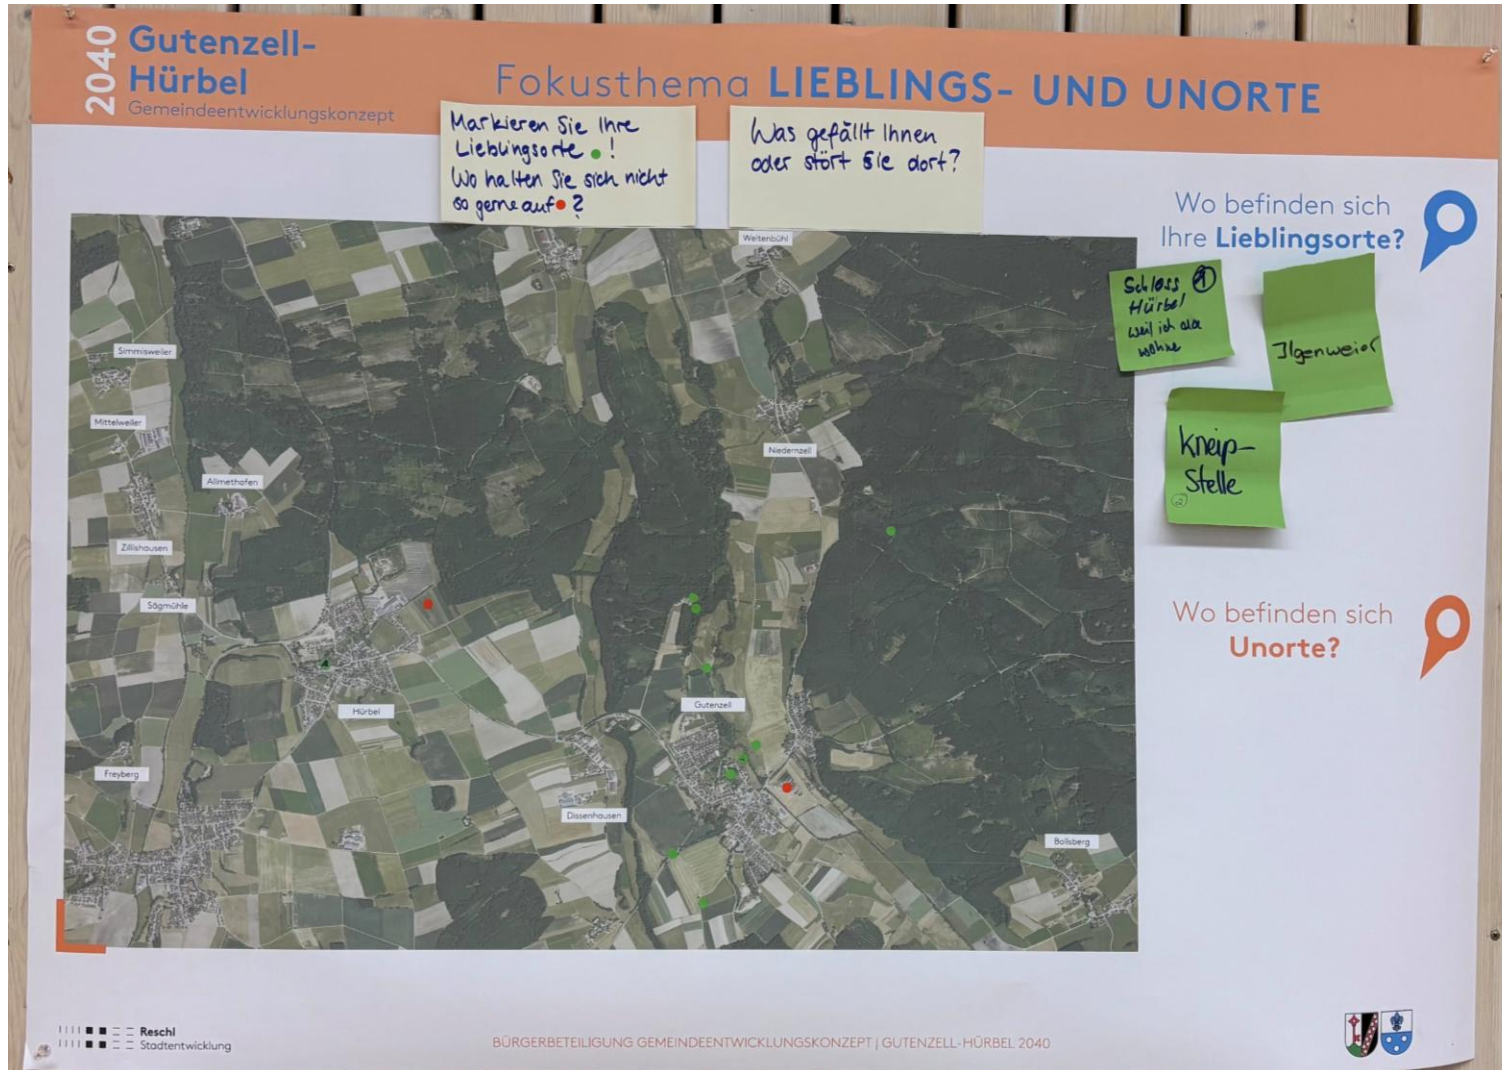 2040
Gutenzell-
Hürbel
Gemeindeentwicklungskonzept
Fokusthema LIEBLINGS- UND UNORTE
Markieren Sie Ihre
Lieblingsorte !
Wo halten Sie sich nicht
so gerne auf ?
Was gefällt Ihnen
oder stört Sie dort?
Wo befinden sich
Ihre Lieblingsorte?
Schloss 1
Hürbel
weil ich da
wohne
Ilgenweier
Kneip-
Stelle
2
Wo befinden sich
Unorte?
Weitenbühl
Simmisweiler
Mittelweiler
Niedernzell
Allmethofen
Zillishausen
Sägmühle
Gutenzell
Hürbel
Freyberg
Dissenhausen
Bollsberg
Reschl
Stadtentwicklung
BÜRGERBETEILIGUNG GEMEINDEENTWICKLUNGSKONZEPT | GUTENZELL-HÜRBEL 2040